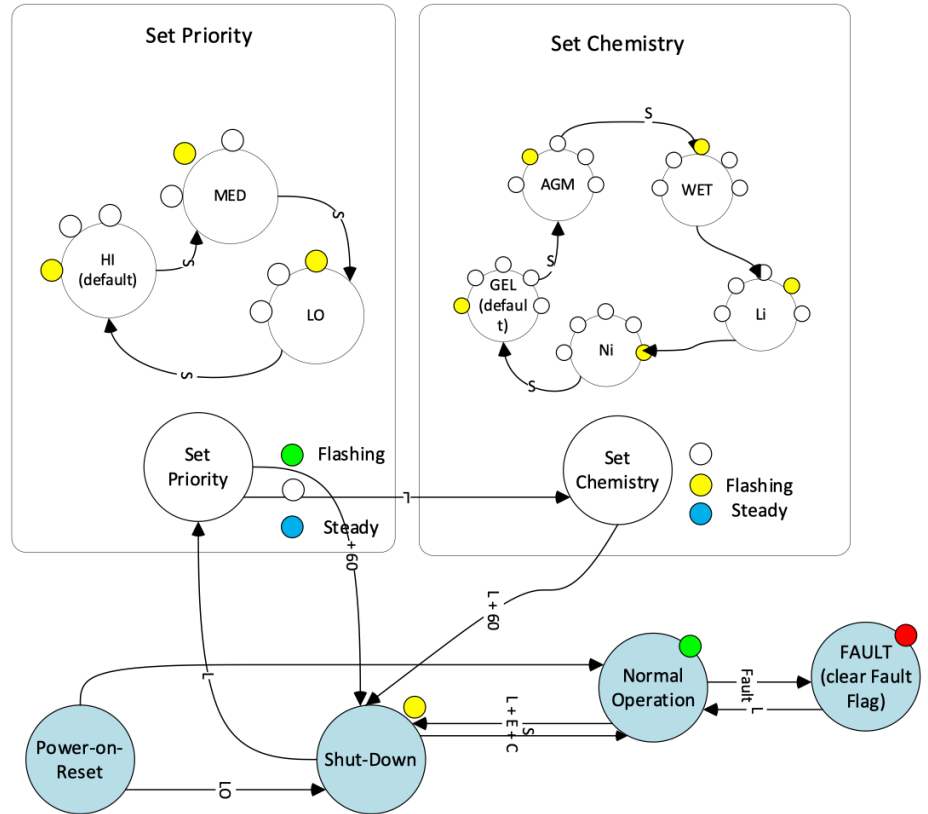 Set Priority
Set Chemistry
S
AGM
WET
MED
S
S
S
HI
(default)
GEL
(defaul
t)
LO
Li
Ni
S
S
Set
Priority
Flashing
Steady
L
Set
Chemistry
Flashing
Steady
+ 60
L + 60
L
Normal
Operation
Fault
L
FAULT
(clear Fault
Flag)
L + E + C
S
Power-on-
Reset
LO
Shut-Down